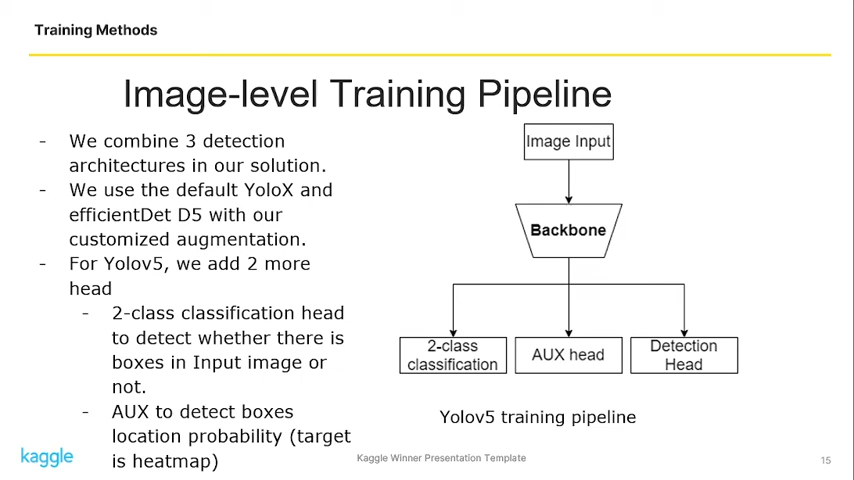 Training Methods
Image-level Training Pipeline
- We combine 3 detection
architectures in our solution.
- We use the default YoloX and
efficientDet D5 with our
customized augmentation.
- For Yolov5, we add 2 more
head
- 2-class classification head
to detect whether there is
boxes in Input image or
not.
- AUX to detect boxes
location probability (target
is heatmap)
Image Input
Backbone
2-class
classification
AUX head
Detection
Head
Yolov5 training pipeline
kaggle
Kaggle Winner Presentation Template
15